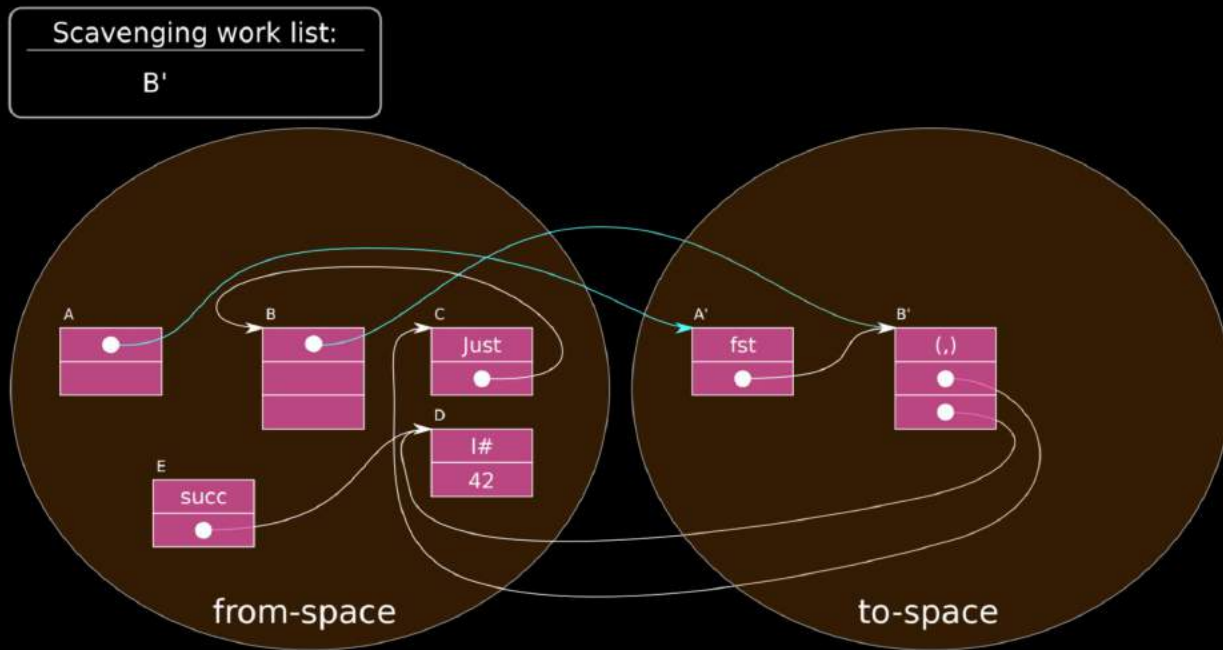 Scavenging work list:
B'
A
B
C
Just
D
I#
42
E
succ
from-space
A'
fst
B'
(,)
to-space